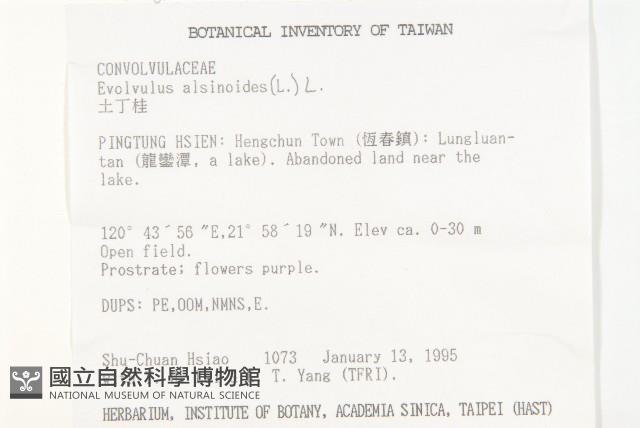 BOTANICAL INVENTORY OF TAIWAN
CONVOLVULACEAE
Evolvulus alsinoides (L.) L.
土丁桂
PINGTUNG HSIEN: Hengchun Town (恆春鎮): Lungluan-
tan (龍鑾潭, a lake). Abandoned land near the
lake.
120° 43´56 ″E,21° 58´19 ″N. Elev ca. 0-30 m
Open field.
Prostrate; flowers purple.
DUPS: PE,OOM,NMNS,E.
Shu-Chuan Hsiao 1073 January 13, 1995
T. Yang (TFRI).
國立自然科學博物館
NATIONAL MUSEUM OF NATURAL SCIENCE
HERBARIUM, INSTITUTE OF BOTANY, ACADEMIA SINICA, TAIPEI (HAST)